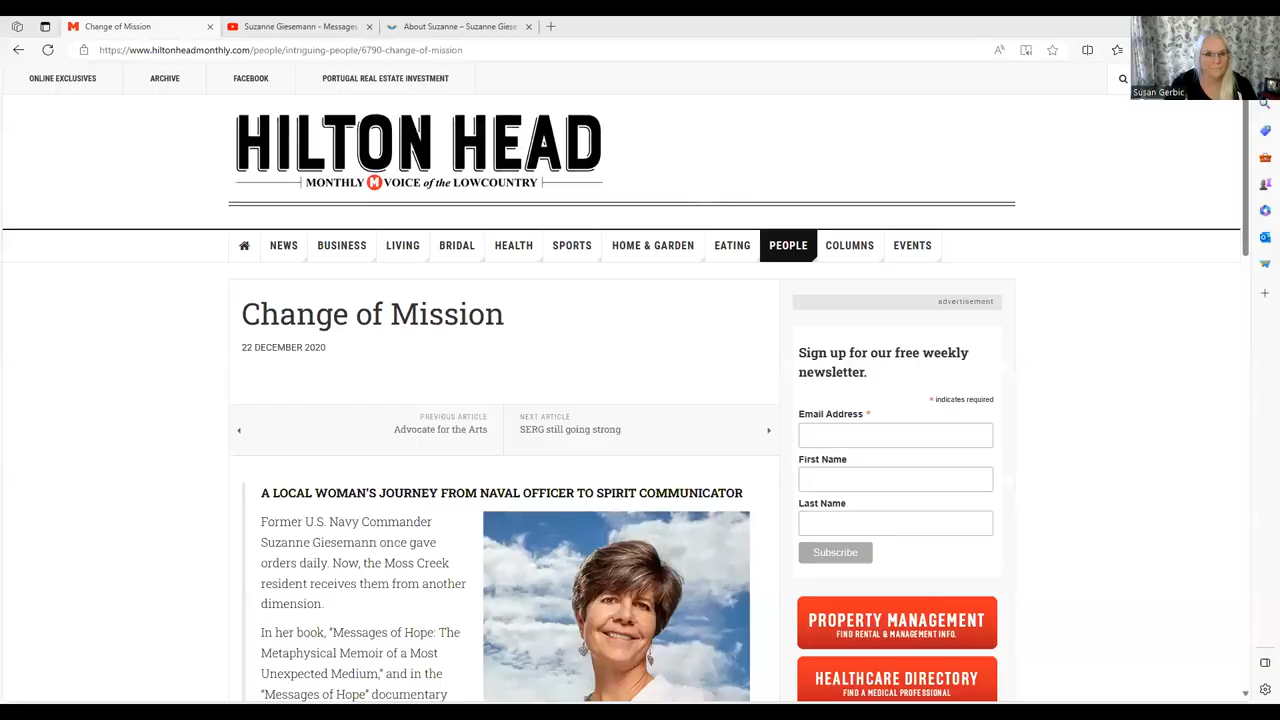 Change of Mission
Suzanne Giesemann - Messages
About Suzanne – Suzanne Giese
https://www.hiltonheadmonthly.com/people/intriguing-people/6790-change-of-mission
Susan Gerbic
ONLINE EXCLUSIVES
ARCHIVE
FACEBOOK
PORTUGAL REAL ESTATE INVESTMENT
HILTON HEAD
MONTHLY M VOICE of the LOWCOUNTRY
NEWS
BUSINESS
LIVING
BRIDAL
HEALTH
SPORTS
HOME & GARDEN
EATING
PEOPLE
COLUMNS
EVENTS
Change of Mission
22 DECEMBER 2020
PREVIOUS ARTICLE
Advocate for the Arts
NEXT ARTICLE
SERG still going strong
A LOCAL WOMAN'S JOURNEY FROM NAVAL OFFICER TO SPIRIT COMMUNICATOR
Former U.S. Navy Commander
Suzanne Giesemann once gave
orders daily. Now, the Moss Creek
resident receives them from another
dimension.
In her book, “Messages of Hope: The
Metaphysical Memoir of a Most
Unexpected Medium,” and in the
“Messages of Hope” documentary
advertisement
Sign up for our free weekly
newsletter.
* indicates required
Email Address *
First Name
Last Name
Subscribe
PROPERTY MANAGEMENT
FIND RENTAL & MANAGEMENT INFO.
HEALTHCARE DIRECTORY
FIND A MEDICAL PROFESSIONAL